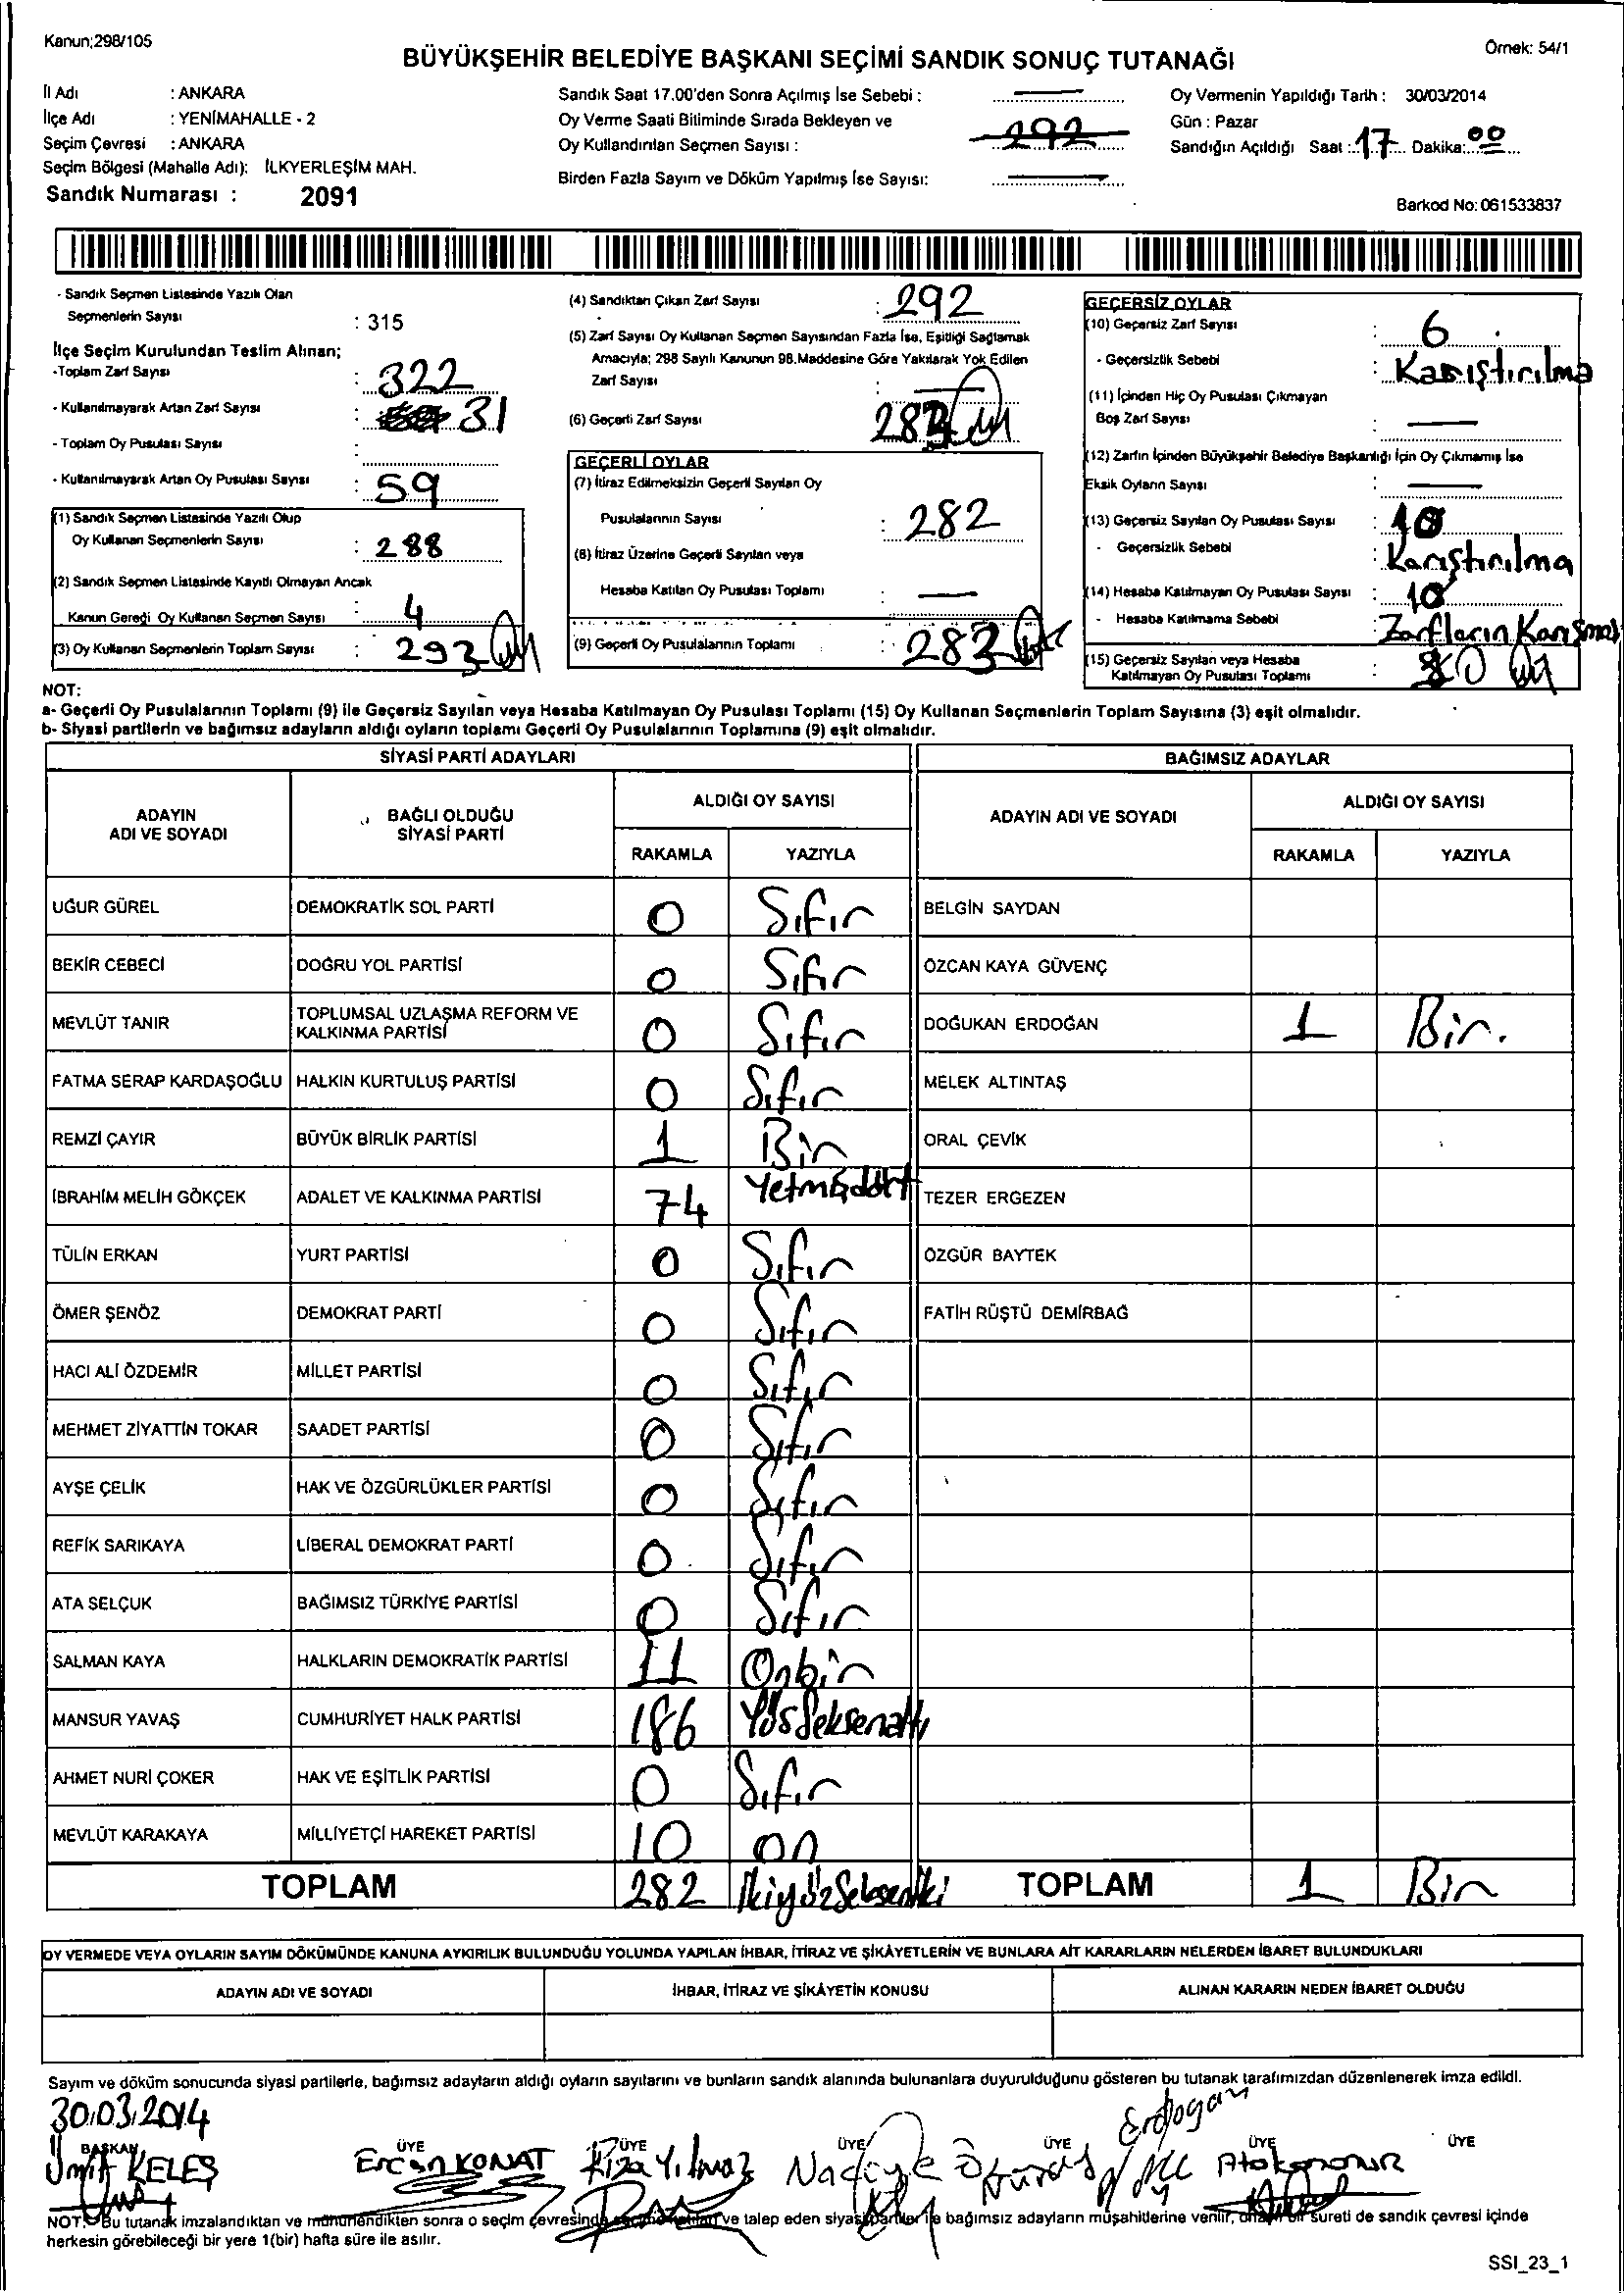 Kanun;298/105
Örnek: 54/1
BÜYÜKŞEHİR BELEDİYE BAŞKANI SEÇİMİ SANDIK SONUÇ TUTANAĞI
İl Adı : ANKARA
İlçe Adı : YENİMAHALLE - 2
Seçim Çevresi : ANKARA
Seçim Bölgesi (Mahalle Adı): İLKYERLEŞİM MAH.
Sandık Numarası : 2091
Sandık Saat 17.00'den Sonra Açılmış İse Sebebi :
Oy Verme Saati Bitiminde Sırada Bekleyen ve
Oy Kullandırılan Seçmen Sayısı : 292
Birden Fazla Sayım ve Döküm Yapılmış İse Sayısı:
Oy Vermenin Yapıldığı Tarih : 30/03/2014
Gün : Pazar
Sandığın Açıldığı Saat : 17 Dakika: 00
Barkod No: 061533837
- Sandık Seçmen Listesinde Yazılı Olan
Seçmenlerin Sayısı : 315
İlçe Seçim Kurulundan Teslim Alınan;
-Toplam Zarf Sayısı : 322
- Kullanılmayarak Artan Zarf Sayısı : 31
- Toplam Oy Pusulası Sayısı :
- Kullanılmayarak Artan Oy Pusulası Sayısı : 59
(1) Sandık Seçmen Listesinde Yazılı Olup
Oy Kullanan Seçmenlerin Sayısı : 288
(2) Sandık Seçmen Listesinde Kayıtlı Olmayan Ancak
Kanun Gereği Oy Kullanan Seçmen Sayısı : 4
(3) Oy Kullanan Seçmenlerin Toplam Sayısı : 293
(4) Sandıktan Çıkan Zarf Sayısı : 292
(5) Zarf Sayısı Oy Kullanan Seçmen Sayısından Fazla İse, Eşitliği Sağlamak
Amacıyla; 298 Sayılı Kanunun 98.Maddesine Göre Yakılarak Yok Edilen
Zarf Sayısı :
(6) Geçerli Zarf Sayısı
GEÇERLİ OYLAR
(7) İtiraz Edilmeksizin Geçerli Sayılan Oy
Pusulalarının Sayısı : 282
(8) İtiraz Üzerine Geçerli Sayılan veya
Hesaba Katılan Oy Pusulası Toplamı :
(9) Geçerli Oy Pusulalarının Toplamı : 283
GEÇERSİZ OYLAR
(10) Geçersiz Zarf Sayısı : 6
- Geçersizlik Sebebi : Karıştırılma
(11) İçinden Hiç Oy Pusulası Çıkmayan
Boş Zarf Sayısı :
(12) Zarfın İçinden Büyükşehir Belediye Başkanlığı İçin Oy Çıkmamış İse
Eksik Oyların Sayısı :
(13) Geçersiz Sayılan Oy Pusulası Sayısı : 10
- Geçersizlik Sebebi : Karıştırılma
(14) Hesaba Katılmayan Oy Pusulası Sayısı : 10
- Hesaba Katılmama Sebebi : Zarfların Karışması
(15) Geçersiz Sayılan veya Hesaba
Katılmayan Oy Pusulası Toplamı :
NOT:
a- Geçerli Oy Pusulalarının Toplamı (9) ile Geçersiz Sayılan veya Hesaba Katılmayan Oy Pusulası Toplamı (15) Oy Kullanan Seçmenlerin Toplam Sayısına (3) eşit olmalıdır.
b- Siyasi partilerin ve bağımsız adayların aldığı oyların toplamı Geçerli Oy Pusulalarının Toplamına (9) eşit olmalıdır.
SİYASİ PARTİ ADAYLARI BAĞIMSIZ ADAYLAR
ADAYIN ADI VE SOYADI BAĞLI OLDUĞU SİYASİ PARTİ ALDIĞI OY SAYISI ADAYIN ADI VE SOYADI ALDIĞI OY SAYISI
RAKAMLA YAZIYLA RAKAMLA YAZIYLA
UĞUR GÜREL DEMOKRATİK SOL PARTİ 0 Sıfır BELGİN SAYDAN
BEKİR CEBECİ DOĞRU YOL PARTİSİ 0 Sıfır ÖZCAN KAYA GÜVENÇ
MEVLÜT TANIR TOPLUMSAL UZLAŞMA REFORM VE KALKINMA PARTİSİ 0 Sıfır DOĞUKAN ERDOĞAN 1 Bir.
FATMA SERAP KARDAŞOĞLU HALKIN KURTULUŞ PARTİSİ 0 Sıfır MELEK ALTINTAŞ
REMZİ ÇAYIR BÜYÜK BİRLİK PARTİSİ 1 Bir ORAL ÇEVİK
İBRAHİM MELİH GÖKÇEK ADALET VE KALKINMA PARTİSİ 74 Yetmişdört TEZER ERGEZEN
TÜLİN ERKAN YURT PARTİSİ 0 Sıfır ÖZGÜR BAYTEK
ÖMER ŞENÖZ DEMOKRAT PARTİ 0 Sıfır FATİH RÜŞTÜ DEMİRBAĞ
HACI ALİ ÖZDEMİR MİLLET PARTİSİ 0 Sıfır
MEHMET ZİYATTİN TOKAR SAADET PARTİSİ 0 Sıfır
AYŞE ÇELİK HAK VE ÖZGÜRLÜKLER PARTİSİ 0 Sıfır
REFİK SARIKAYA LİBERAL DEMOKRAT PARTİ 0 Sıfır
ATA SELÇUK BAĞIMSIZ TÜRKİYE PARTİSİ 0 Sıfır
SALMAN KAYA HALKLARIN DEMOKRATİK PARTİSİ 11 Onbir
MANSUR YAVAŞ CUMHURİYET HALK PARTİSİ 186 YüsSeksenaltı
AHMET NURİ ÇOKER HAK VE EŞİTLİK PARTİSİ 0 Sıfır
MEVLÜT KARAKAYA MİLLİYETÇİ HAREKET PARTİSİ 10 on
TOPLAM 282 İkiyüzSeksenİki TOPLAM 1 Bir
OY VERMEDE VEYA OYLARIN SAYIM DÖKÜMÜNDE KANUNA AYKIRILIK BULUNDUĞU YOLUNDA YAPILAN İHBAR, İTİRAZ VE ŞİKÂYETLERİN VE BUNLARA AİT KARARLARIN NELERDEN İBARET BULUNDUKLARI
ADAYIN ADI VE SOYADI İHBAR, İTİRAZ VE ŞİKÂYETİN KONUSU ALINAN KARARIN NEDEN İBARET OLDUĞU
Sayım ve döküm sonucunda siyasi partilerle, bağımsız adayların aldığı oyların sayılarını ve bunların sandık alanında bulunanlara duyurulduğunu gösteren bu tutanak tarafımızdan düzenlenerek imza edildi.
30.03.2014
BAŞKAN ÜYE ÜYE ÜYE ÜYE ÜYE ÜYE
Ümit KELEŞ Ercan KONAT Rıza Yılmaz Erdoğan
NOT: Bu tutanak imzalandıktan ve mühürlendikten sonra o seçim çevresinde ve talep eden siyasi partiler ile bağımsız adayların müşahitlerine verilir, onaylı bir sureti de sandık çevresi içinde
herkesin görebileceği bir yere 1(bir) hafta süre ile asılır.
SSI_23_1